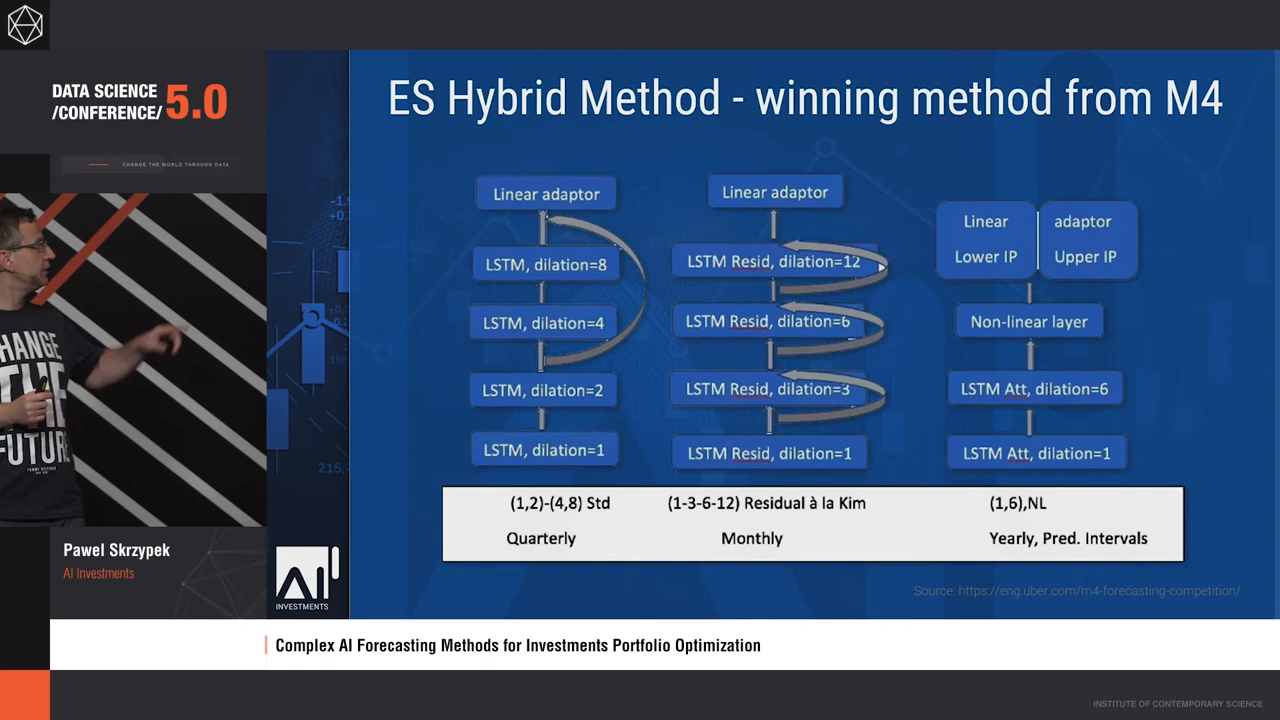 DATA SCIENCE
/CONFERENCE/ 5.0
CHANGE THE WORLD THROUGH DATA
ES Hybrid Method - winning method from M4
Linear adaptor
LSTM, dilation=8
LSTM, dilation=4
LSTM, dilation=2
LSTM, dilation=1
Linear adaptor
LSTM Resid, dilation=12
LSTM Resid, dilation=6
LSTM Resid, dilation=3
LSTM Resid, dilation=1
Linear adaptor
Lower IP Upper IP
Non-linear layer
LSTM Att, dilation=6
LSTM Att, dilation=1
(1,2)-(4,8) Std (1-3-6-12) Residual à la Kim (1,6),NL
Quarterly Monthly Yearly, Pred. Intervals
Source: https://eng.uber.com/m4-forecasting-competition/
HANGE
THE
FUTURE
Pawel Skrzypek
AI Investments
AI
INVESTMENTS
215,
Complex AI Forecasting Methods for Investments Portfolio Optimization
INSTITUTE OF CONTEMPORARY SCIENCE